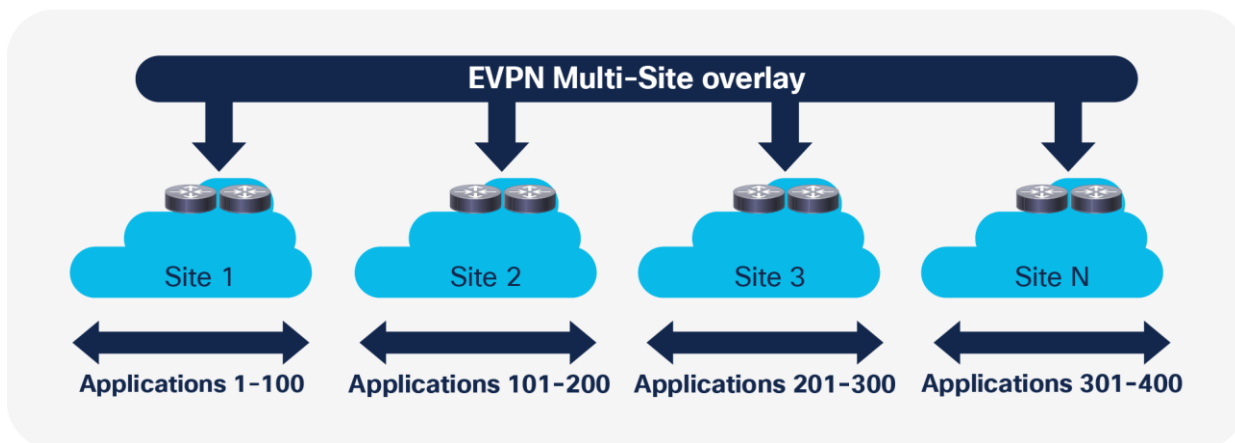 EVPN Multi-Site overlay
Site 1
Site 2
Site 3
Site N
Applications 1-100
Applications 101-200
Applications 201-300
Applications 301-400